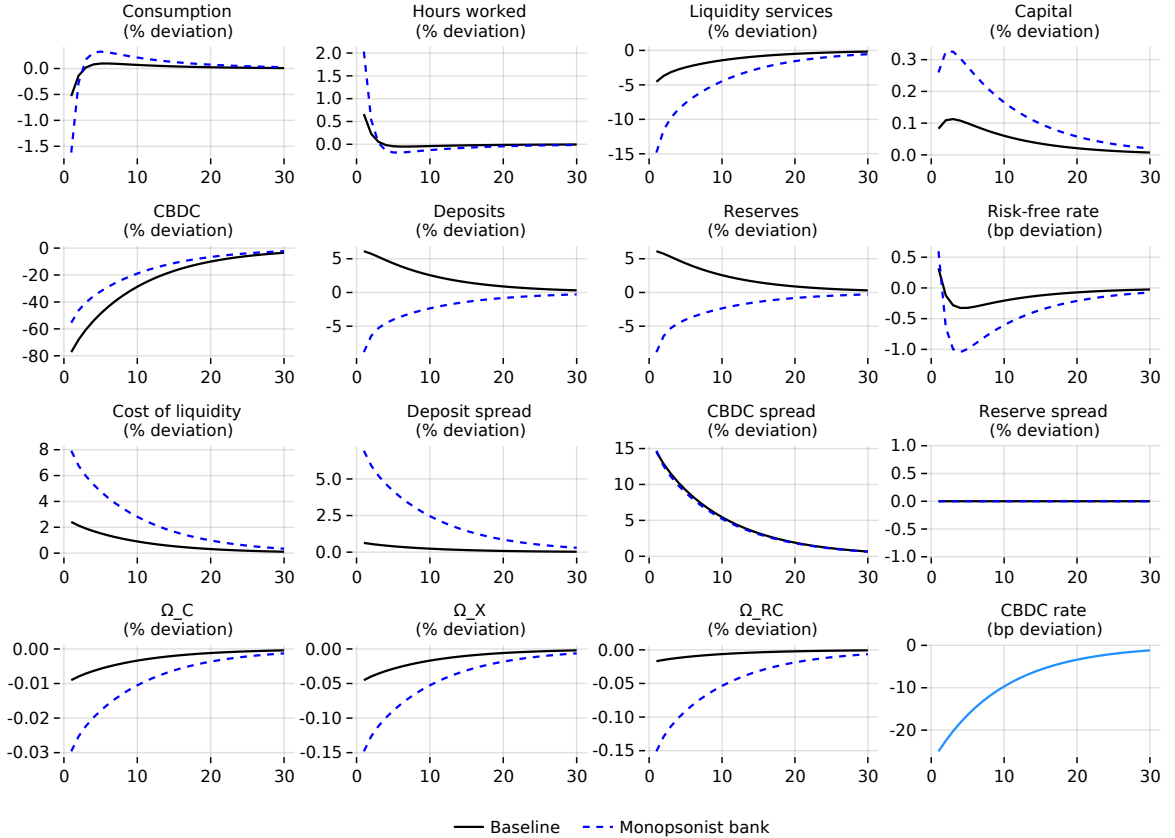 Consumption
(% deviation)
Hours worked
(% deviation)
Liquidity services
(% deviation)
Capital
(% deviation)
0.0
-0.5
-1.0
-1.5
0 10 20 30
2.0
1.5
1.0
0.5
0.0
0 10 20 30
0
-5
-10
-15
0 10 20 30
0.3
0.2
0.1
0.0
0 10 20 30
CBDC
(% deviation)
Deposits
(% deviation)
Reserves
(% deviation)
Risk-free rate
(bp deviation)
0
-20
-40
-60
-80
0 10 20 30
5
0
-5
0 10 20 30
5
0
-5
0 10 20 30
0.5
0.0
-0.5
-1.0
0 10 20 30
Cost of liquidity
(% deviation)
Deposit spread
(% deviation)
CBDC spread
(% deviation)
Reserve spread
(% deviation)
8
6
4
2
0
0 10 20 30
5.0
2.5
0.0
0 10 20 30
15
10
5
0
0 10 20 30
1.0
0.5
0.0
-0.5
-1.0
0 10 20 30
Ω_C
(% deviation)
Ω_X
(% deviation)
Ω_RC
(% deviation)
CBDC rate
(bp deviation)
0.00
-0.01
-0.02
-0.03
0 10 20 30
0.00
-0.05
-0.10
-0.15
0 10 20 30
0.00
-0.05
-0.10
-0.15
0 10 20 30
0
-10
-20
0 10 20 30
Baseline
Monopsonist bank